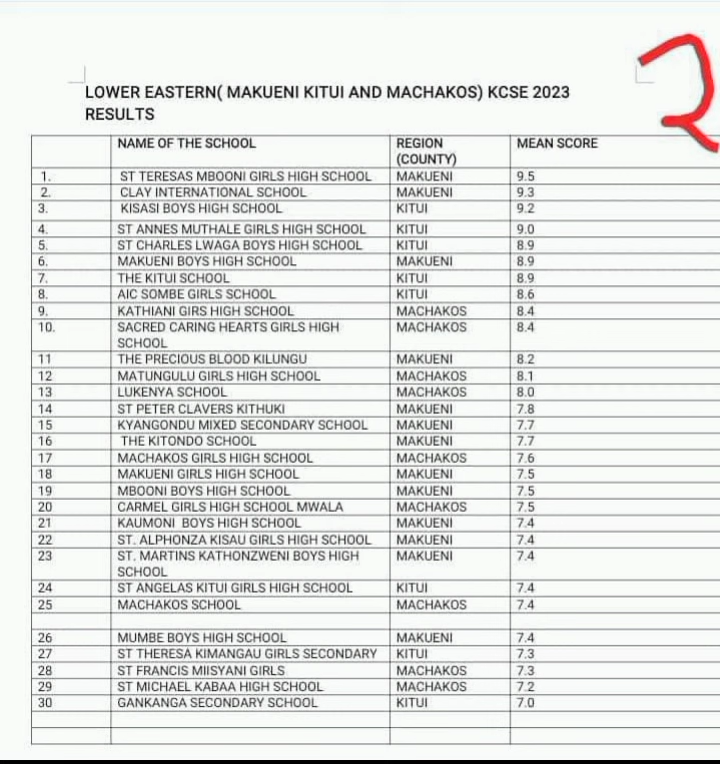 2
LOWER EASTERN( MAKUENI KITUI AND MACHAKOS) KCSE 2023
RESULTS
NAME OF THE SCHOOL REGION (COUNTY) MEAN SCORE
1. ST TERESAS MBOONI GIRLS HIGH SCHOOL MAKUENI 9.5
2. CLAY INTERNATIONAL SCHOOL MAKUENI 9.3
3. KISASI BOYS HIGH SCHOOL KITUI 9.2
4. ST ANNES MUTHALE GIRLS HIGH SCHOOL KITUI 9.0
5. ST CHARLES LWAGA BOYS HIGH SCHOOL KITUI 8.9
6. MAKUENI BOYS HIGH SCHOOL MAKUENI 8.9
7. THE KITUI SCHOOL KITUI 8.9
8. AIC SOMBE GIRLS SCHOOL KITUI 8.6
9. KATHIANI GIRS HIGH SCHOOL MACHAKOS 8.4
10. SACRED CARING HEARTS GIRLS HIGH MACHAKOS 8.4
SCHOOL
11 THE PRECIOUS BLOOD KILUNGU MAKUENI 8.2
12 MATUNGULU GIRLS HIGH SCHOOL MACHAKOS 8.1
13 LUKENYA SCHOOL MACHAKOS 8.0
14 ST PETER CLAVERS KITHUKI MAKUENI 7.8
15 KYANGONDU MIXED SECONDARY SCHOOL MAKUENI 7.7
16 THE KITONDO SCHOOL MAKUENI 7.7
17 MACHAKOS GIRLS HIGH SCHOOL MACHAKOS 7.6
18 MAKUENI GIRLS HIGH SCHOOL MAKUENI 7.5
19 MBOONI BOYS HIGH SCHOOL MAKUENI 7.5
20 CARMEL GIRLS HIGH SCHOOL MWALA MACHAKOS 7.5
21 KAUMONI BOYS HIGH SCHOOL MAKUENI 7.4
22 ST. ALPHONZA KISAU GIRLS HIGH SCHOOL MAKUENI 7.4
23 ST. MARTINS KATHONZWENI BOYS HIGH MAKUENI 7.4
SCHOOL
24 ST ANGELAS KITUI GIRLS HIGH SCHOOL KITUI 7.4
25 MACHAKOS SCHOOL MACHAKOS 7.4
26 MUMBE BOYS HIGH SCHOOL MAKUENI 7.4
27 ST THERESA KIMANGAU GIRLS SECONDARY KITUI 7.3
28 ST FRANCIS MIISYANI GIRLS MACHAKOS 7.3
29 ST MICHAEL KABAA HIGH SCHOOL MACHAKOS 7.2
30 GANKANGA SECONDARY SCHOOL KITUI 7.0